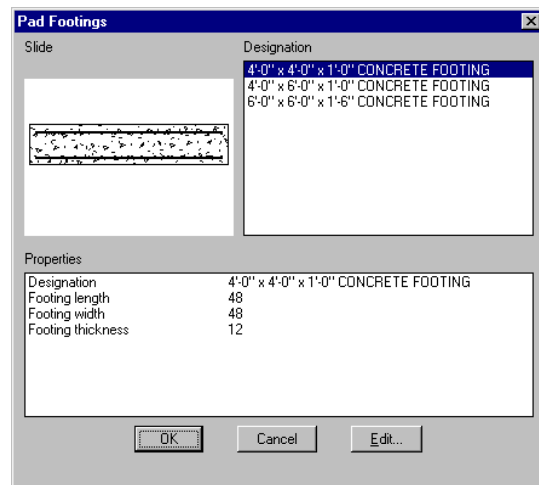 Pad Footings
Slide
Designation
4'-0" x 4'-0" x 1'-0" CONCRETE FOOTING
4'-0" x 6'-0" x 1'-0" CONCRETE FOOTING
6'-0" x 6'-0" x 1'-6" CONCRETE FOOTING
Properties
Designation 4'-0" x 4'-0" x 1'-0" CONCRETE FOOTING
Footing length 48
Footing width 48
Footing thickness 12
OK Cancel Edit...